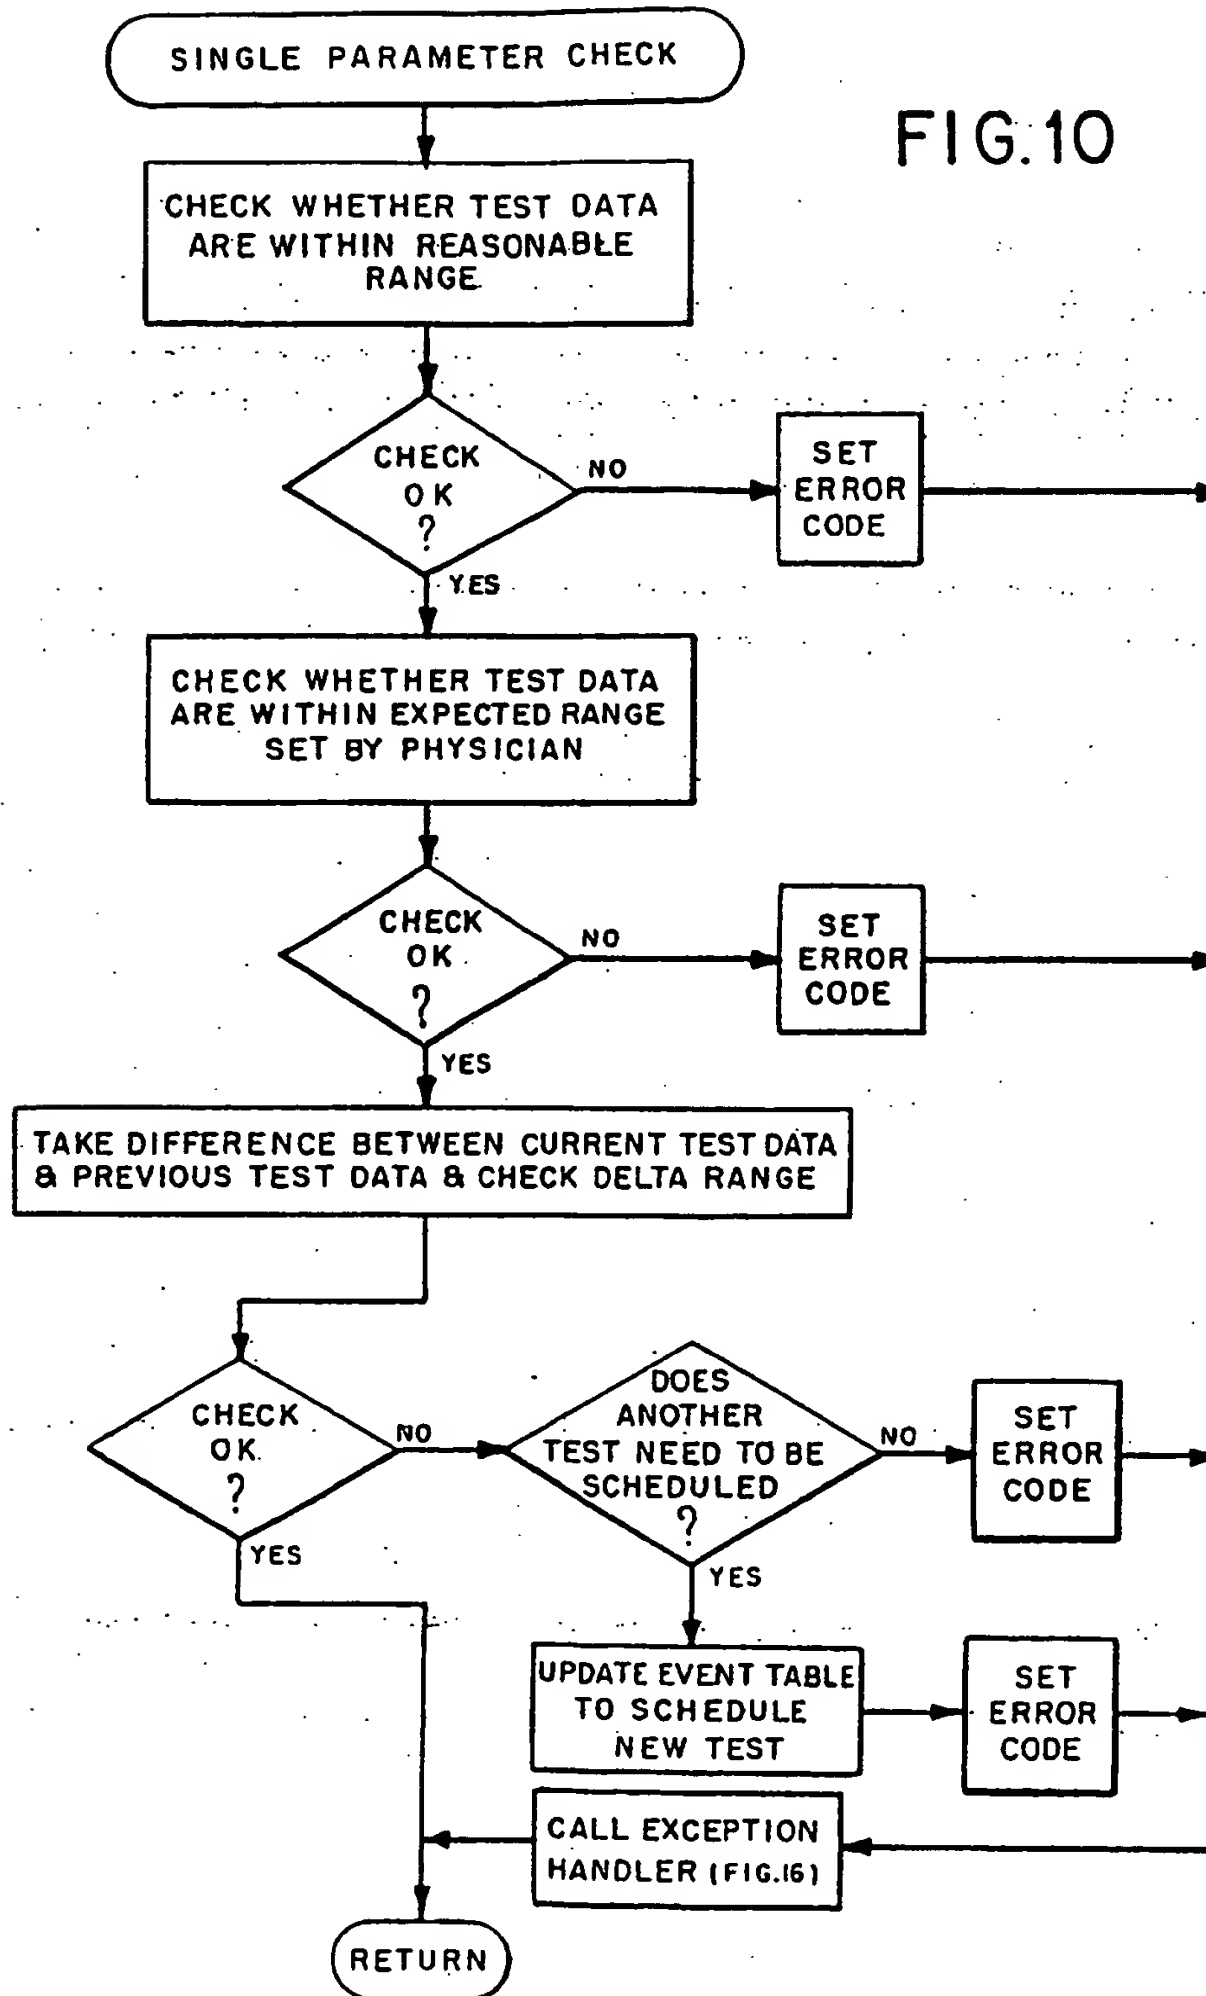 SINGLE PARAMETER CHECK
FIG.10
CHECK WHETHER TEST DATA
ARE WITHIN REASONABLE
RANGE
CHECK
OK
?
NO
SET
ERROR
CODE
YES
CHECK WHETHER TEST DATA
ARE WITHIN EXPECTED RANGE
SET BY PHYSICIAN
CHECK
OK
?
NO
SET
ERROR
CODE
YES
TAKE DIFFERENCE BETWEEN CURRENT TEST DATA
& PREVIOUS TEST DATA & CHECK DELTA RANGE
CHECK
OK
?
NO
DOES
ANOTHER
TEST NEED TO BE
SCHEDULED
?
NO
SET
ERROR
CODE
YES
YES
UPDATE EVENT TABLE
TO SCHEDULE
NEW TEST
SET
ERROR
CODE
CALL EXCEPTION
HANDLER (FIG.16)
RETURN